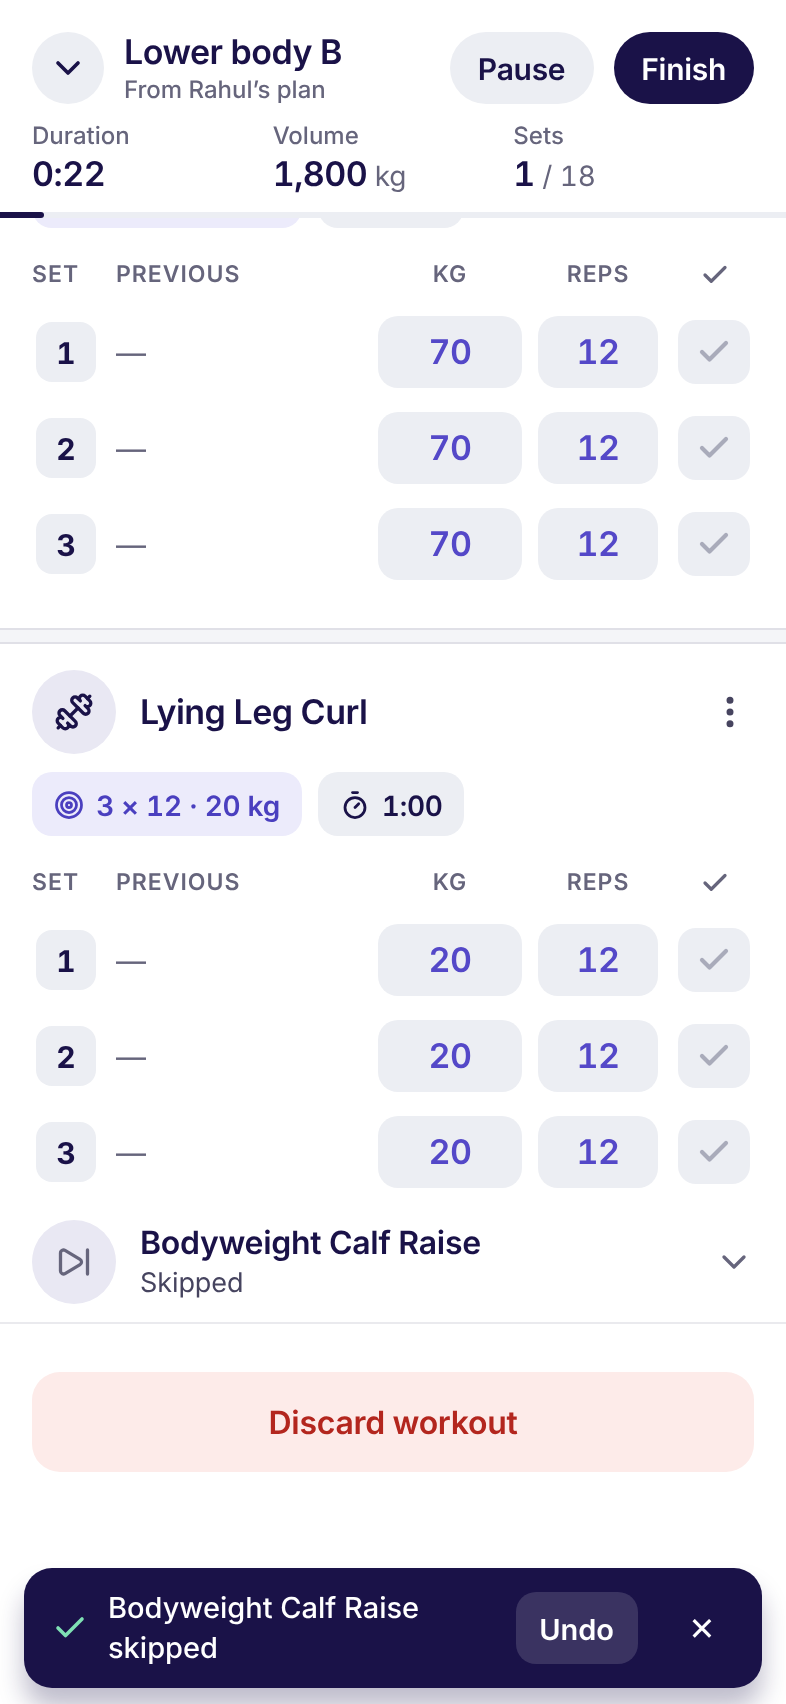 Lower body B
From Rahul's plan
Pause
Finish
Duration
Volume
Sets
0:22
1,800 kg
1 / 18
SET PREVIOUS KG REPS
1 — 70 12
2 — 70 12
3 — 70 12
Lying Leg Curl
3 × 12 · 20 kg
1:00
SET PREVIOUS KG REPS
1 — 20 12
2 — 20 12
3 — 20 12
Bodyweight Calf Raise
Skipped
Discard workout
Bodyweight Calf Raise
skipped
Undo